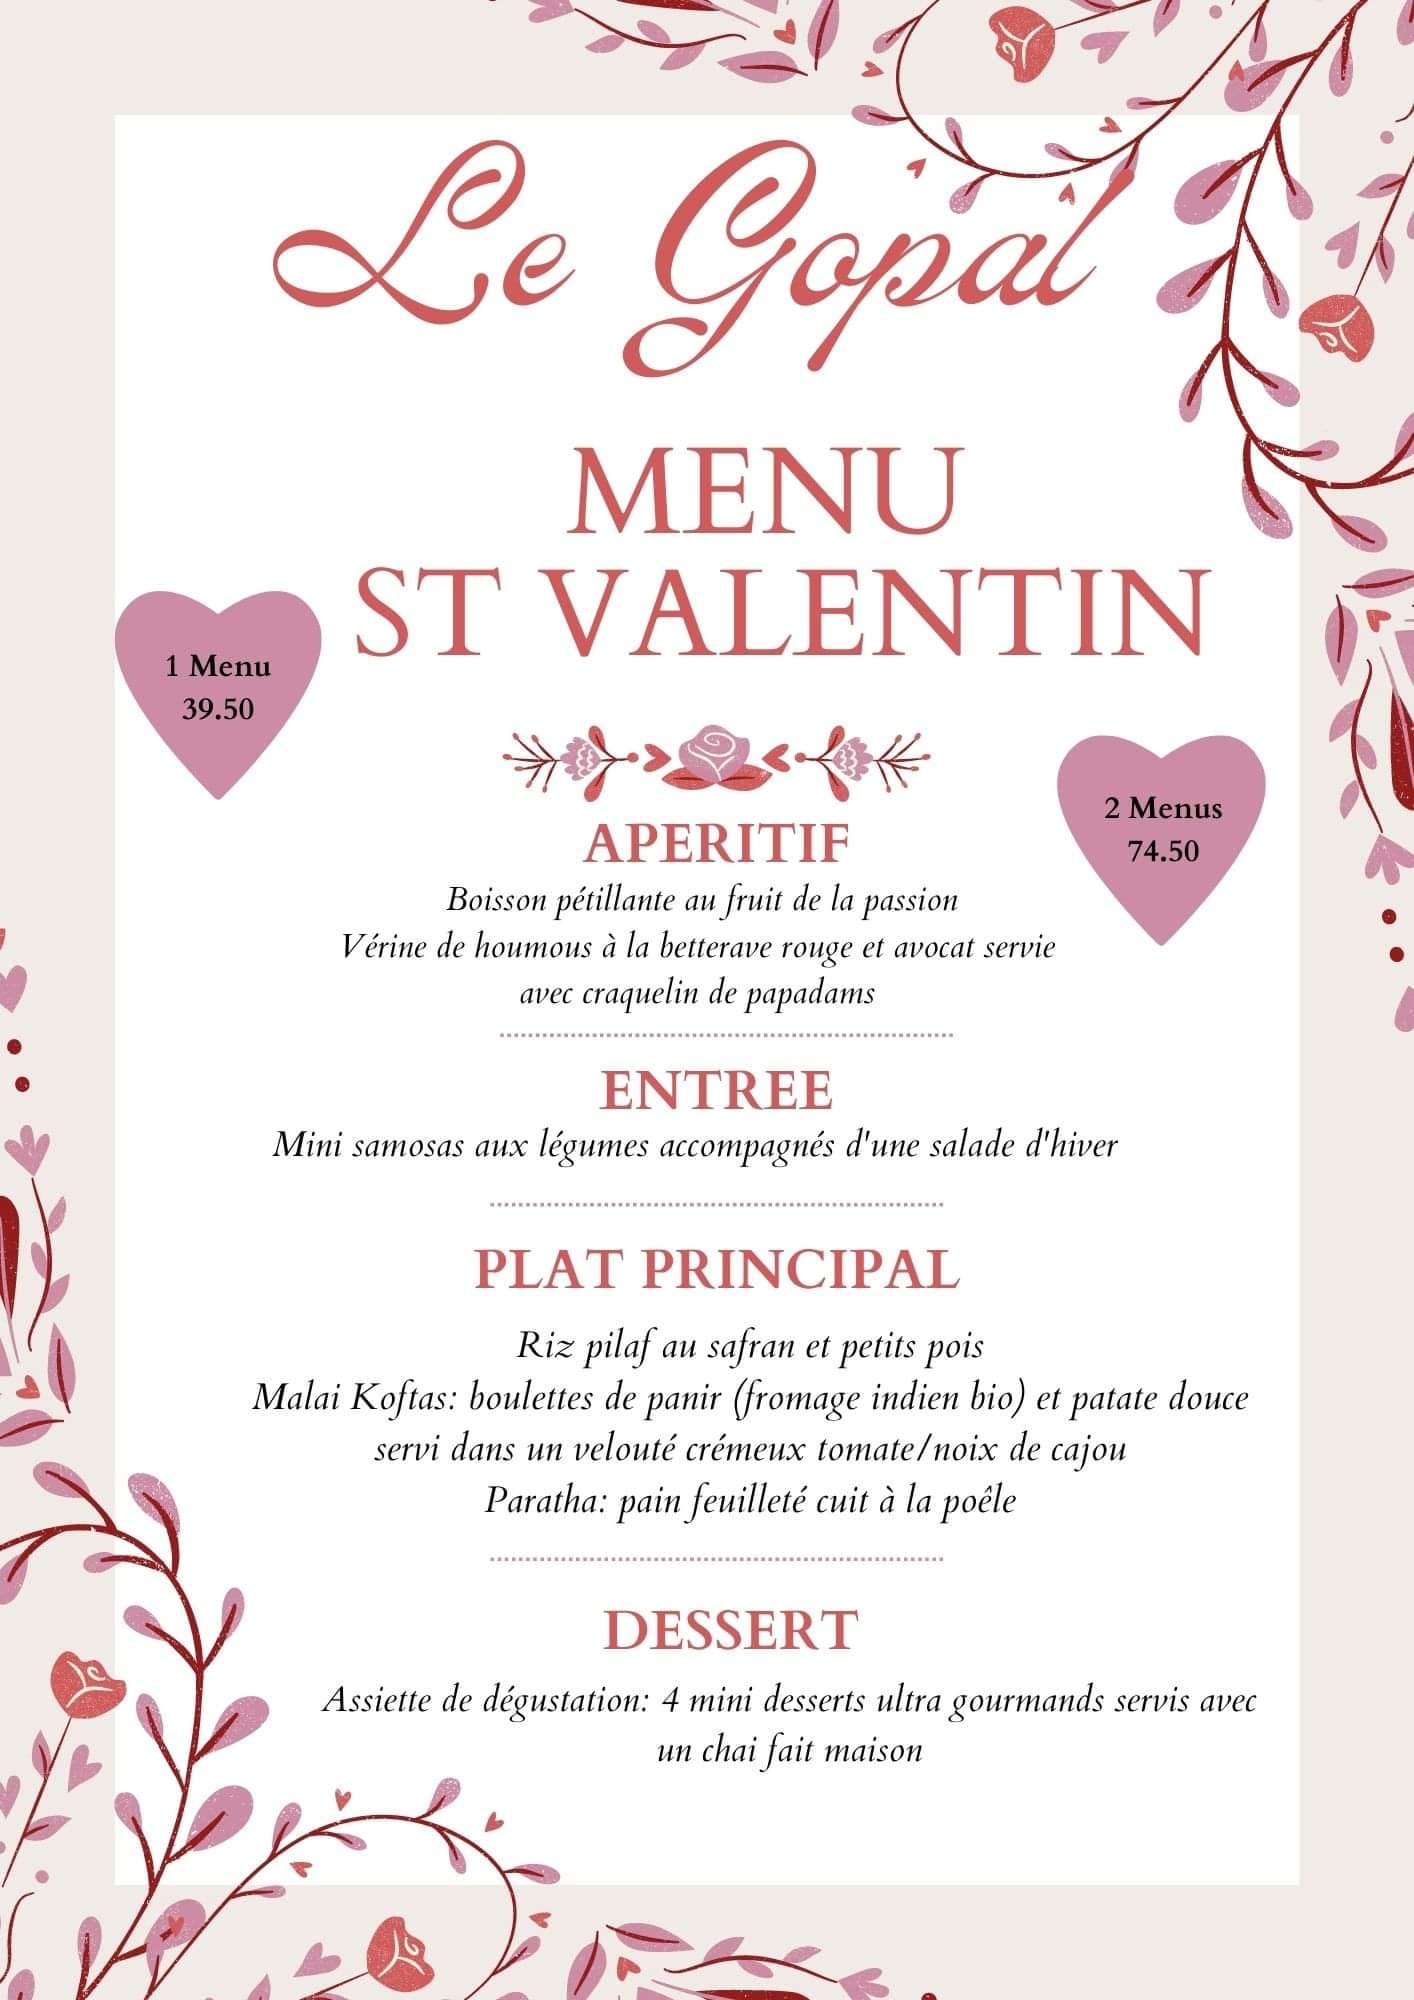 Le Gopal
MENU
ST VALENTIN
1 Menu
39.50
2 Menus
74.50
APERITIF
Boisson pétillante au fruit de la passion
Vérine de houmous à la betterave rouge et avocat servie
avec craquelin de papadams
ENTREE
Mini samosas aux légumes accompagnés d'une salade d'hiver
PLAT PRINCIPAL
Riz pilaf au safran et petits pois
Malai Koftas: boulettes de panir (fromage indien bio) et patate douce
servi dans un velouté crémeux tomate/noix de cajou
Paratha: pain feuilleté cuit à la poêle
DESSERT
Assiette de dégustation: 4 mini desserts ultra gourmands servis avec
un chai fait maison